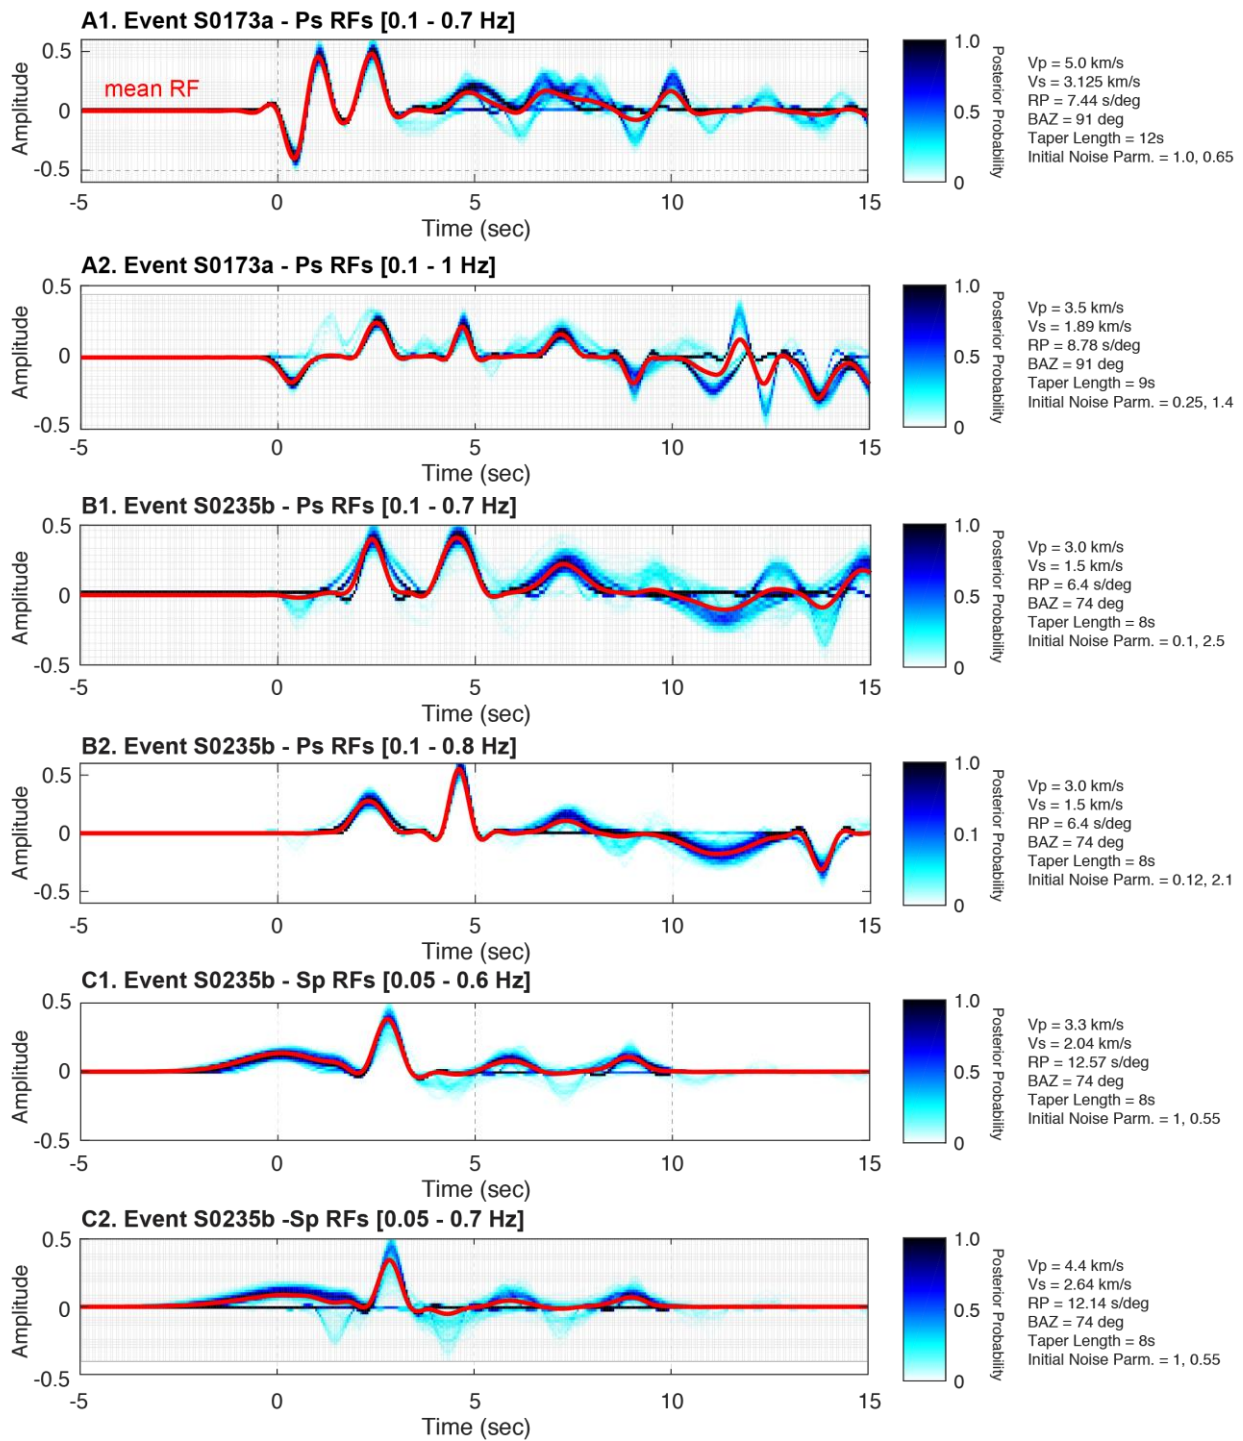 A1. Event S0173a - Ps RFs [0.1 - 0.7 Hz]
0.5
0
-0.5
Amplitude
mean RF
-5 0 5 10 15
Time (sec)
1.0
0.5
0
Posterior Probability
Vp = 5.0 km/s
Vs = 3.125 km/s
RP = 7.44 s/deg
BAZ = 91 deg
Taper Length = 12s
Initial Noise Parm. = 1.0, 0.65
A2. Event S0173a - Ps RFs [0.1 - 1 Hz]
0.5
0
-0.5
Amplitude
-5 0 5 10 15
Time (sec)
1.0
0.5
0
Posterior Probability
Vp = 3.5 km/s
Vs = 1.89 km/s
RP = 8.78 s/deg
BAZ = 91 deg
Taper Length = 9s
Initial Noise Parm. = 0.25, 1.4
B1. Event S0235b - Ps RFs [0.1 - 0.7 Hz]
0.5
0
-0.5
Amplitude
-5 0 5 10 15
Time (sec)
1.0
0.5
0
Posterior Probability
Vp = 3.0 km/s
Vs = 1.5 km/s
RP = 6.4 s/deg
BAZ = 74 deg
Taper Length = 8s
Initial Noise Parm. = 0.1, 2.5
B2. Event S0235b - Ps RFs [0.1 - 0.8 Hz]
0.5
0
-0.5
Amplitude
-5 0 5 10 15
Time (sec)
1.0
0.1
0
Posterior Probability
Vp = 3.0 km/s
Vs = 1.5 km/s
RP = 6.4 s/deg
BAZ = 74 deg
Taper Length = 8s
Initial Noise Parm. = 0.12, 2.1
C1. Event S0235b - Sp RFs [0.05 - 0.6 Hz]
0.5
0
-0.5
Amplitude
-5 0 5 10 15
Time (sec)
1.0
0.5
0
Posterior Probability
Vp = 3.3 km/s
Vs = 2.04 km/s
RP = 12.57 s/deg
BAZ = 74 deg
Taper Length = 8s
Initial Noise Parm. = 1, 0.55
C2. Event S0235b -Sp RFs [0.05 - 0.7 Hz]
0.5
0
-0.5
Amplitude
-5 0 5 10 15
Time (sec)
1.0
0.5
0
Posterior Probability
Vp = 4.4 km/s
Vs = 2.64 km/s
RP = 12.14 s/deg
BAZ = 74 deg
Taper Length = 8s
Initial Noise Parm. = 1, 0.55